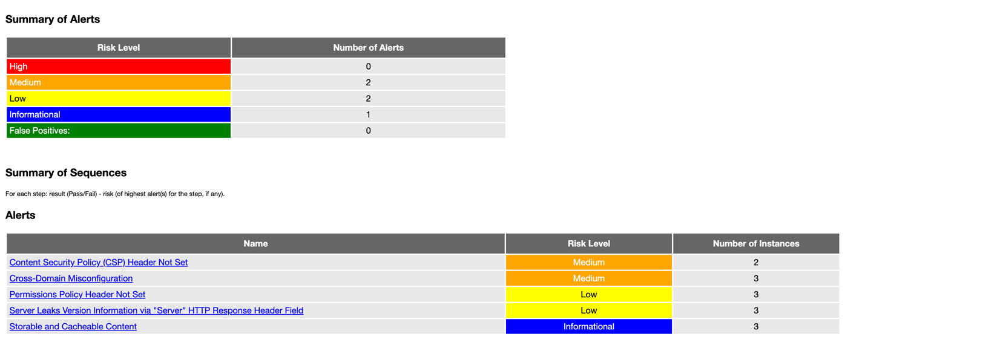 Summary of Alerts
Risk Level Number of Alerts
High 0
Medium 2
Low 2
Informational 1
False Positives: 0
Summary of Sequences
For each step: result (Pass/Fail) - risk (of highest alert(s) for the step, if any).
Alerts
Name Risk Level Number of Instances
Content Security Policy (CSP) Header Not Set Medium 2
Cross-Domain Misconfiguration Medium 3
Permissions Policy Header Not Set Low 3
Server Leaks Version Information via "Server" HTTP Response Header Field Low 3
Storable and Cacheable Content Informational 3